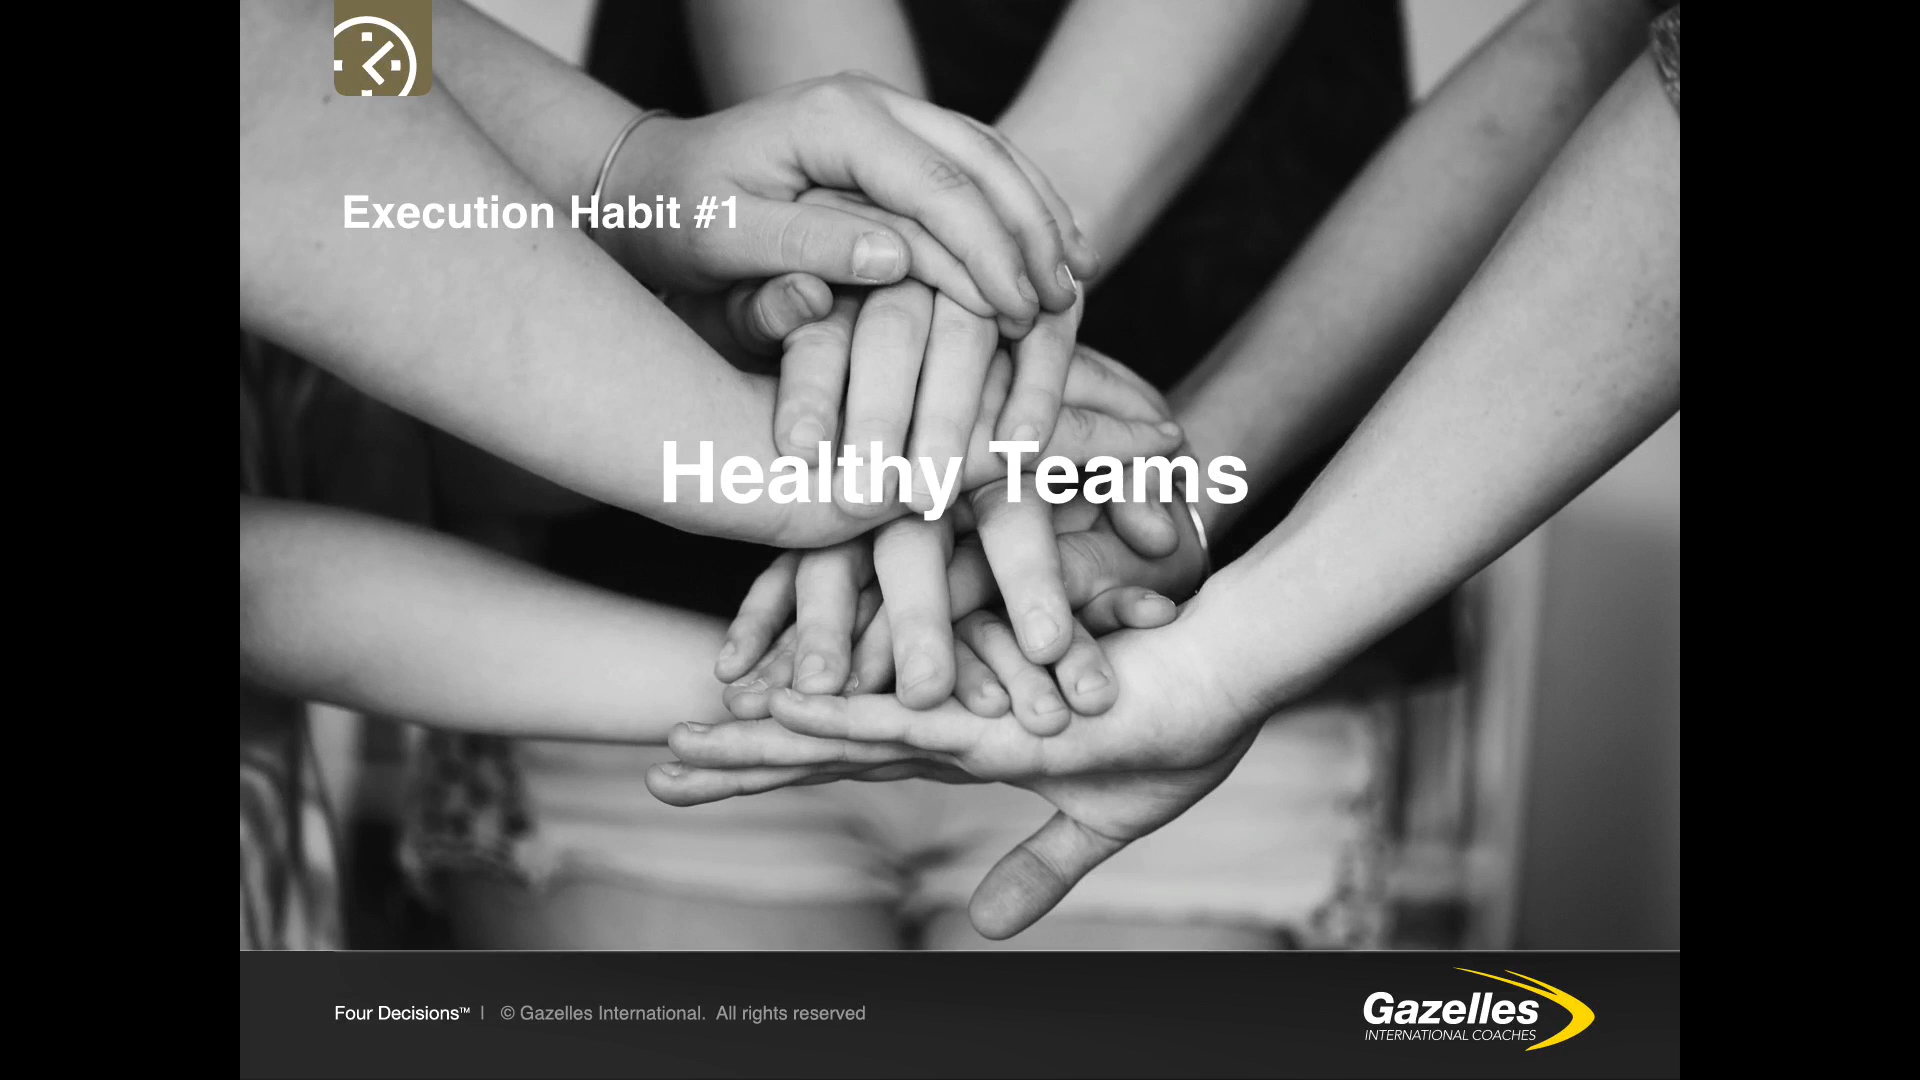 Execution Habit #1
Healthy Teams
Four Decisions™ | © Gazelles International. All rights reserved
Gazelles
INTERNATIONAL COACHES